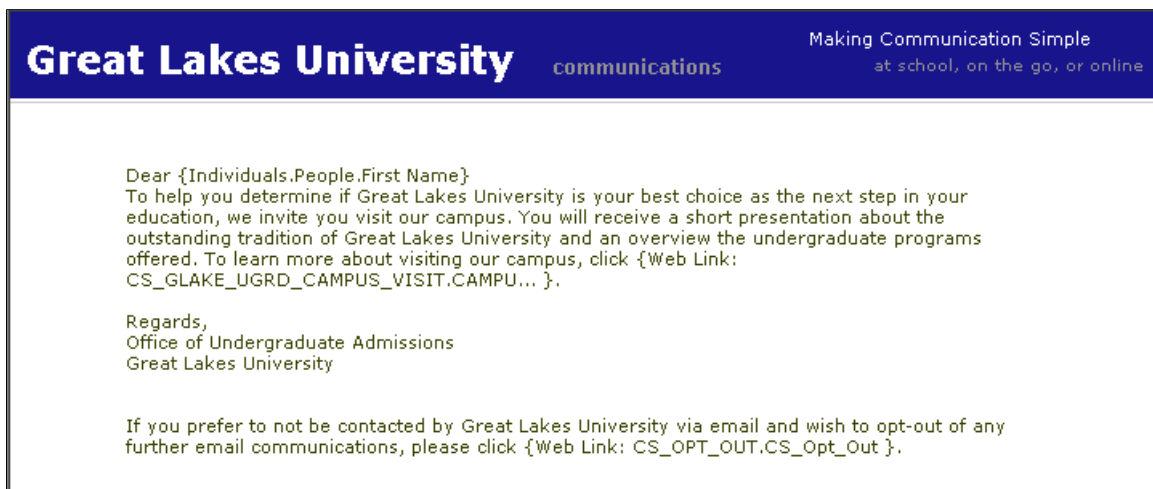 Great Lakes University communications
Making Communication Simple
at school, on the go, or online
Dear {Individuals.People.First Name}
To help you determine if Great Lakes University is your best choice as the next step in your
education, we invite you visit our campus. You will receive a short presentation about the
outstanding tradition of Great Lakes University and an overview the undergraduate programs
offered. To learn more about visiting our campus, click {Web Link:
CS_GLAKE_UGRD_CAMPUS_VISIT.CAMPU... }.
Regards,
Office of Undergraduate Admissions
Great Lakes University
If you prefer to not be contacted by Great Lakes University via email and wish to opt-out of any
further email communications, please click {Web Link: CS_OPT_OUT.CS_Opt_Out }.